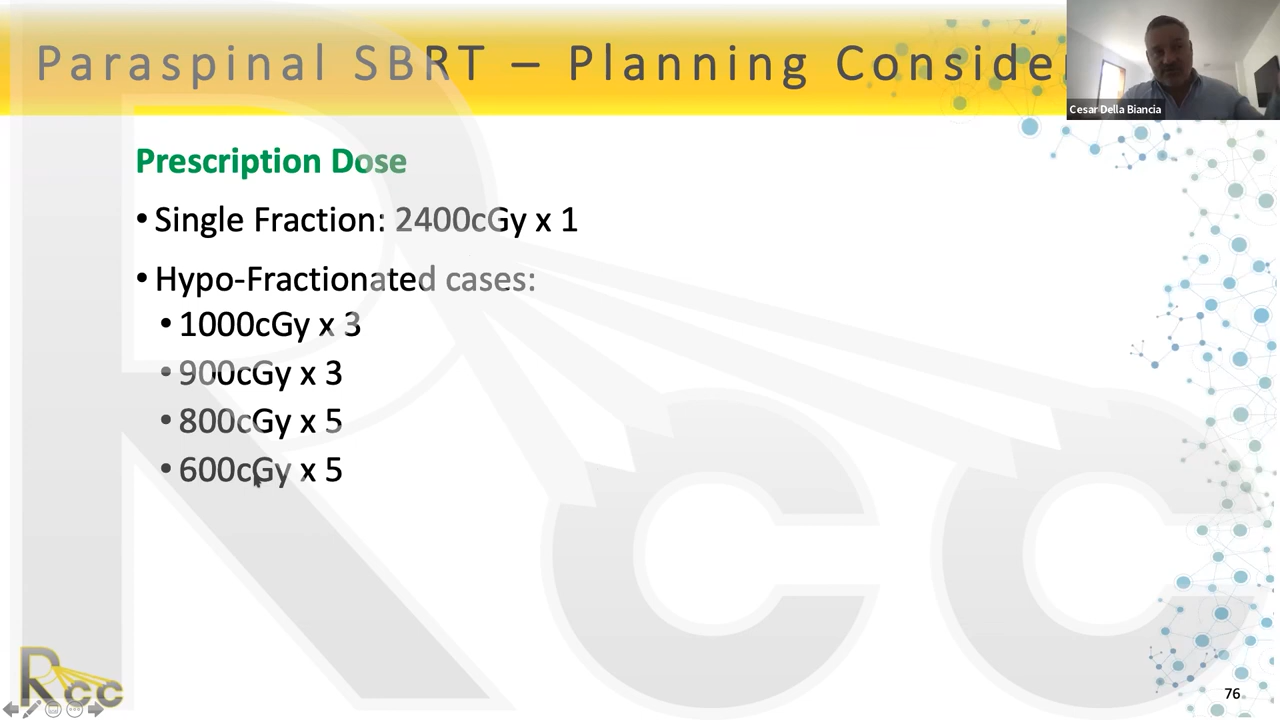 Paraspinal SBRT – Planning Consider
Cesar Della Biancia
Prescription Dose
• Single Fraction: 2400cGy x 1
• Hypo-Fractionated cases:
• 1000cGy x 3
• 900cGy x 3
• 800cGy x 5
• 600cGy x 5
Rcc
Rcc
76